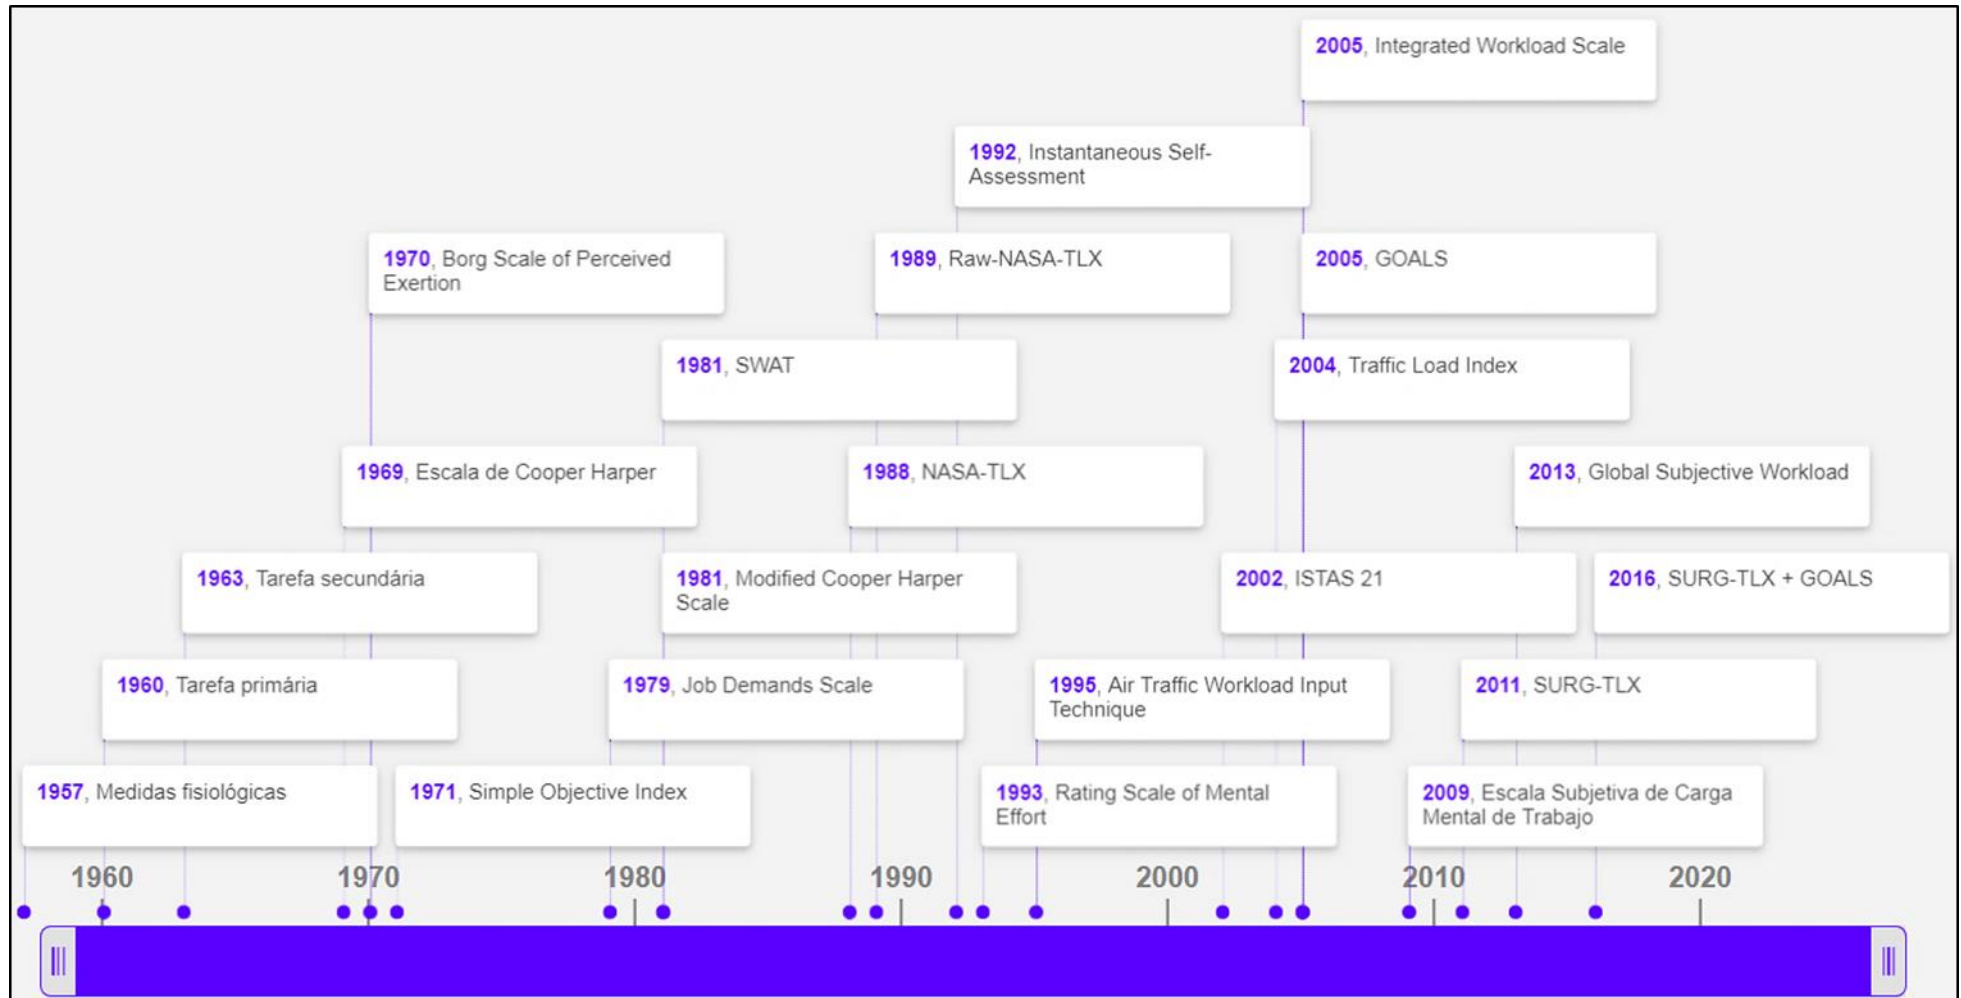 2005, Integrated Workload Scale
1992, Instantaneous Self-
Assessment
1970, Borg Scale of Perceived
Exertion
1989, Raw-NASA-TLX
2005, GOALS
1981, SWAT
2004, Traffic Load Index
1969, Escala de Cooper Harper
1988, NASA-TLX
2013, Global Subjective Workload
1963, Tarefa secundária
1981, Modified Cooper Harper
Scale
2002, ISTAS 21
2016, SURG-TLX + GOALS
1960, Tarefa primária
1979, Job Demands Scale
1995, Air Traffic Workload Input
Technique
2011, SURG-TLX
1957, Medidas fisiológicas
1971, Simple Objective Index
1993, Rating Scale of Mental
Effort
2009, Escala Subjetiva de Carga
Mental de Trabajo
1960 1970 1980 1990 2000 2010 2020